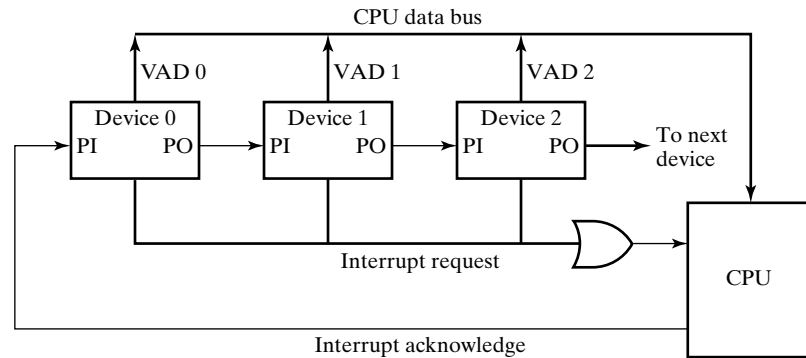 CPU data bus
VAD 0
VAD 1
VAD 2
Device 0
PI
PO
Device 1
PI
PO
Device 2
PI
PO
To next
device
Interrupt request
CPU
Interrupt acknowledge